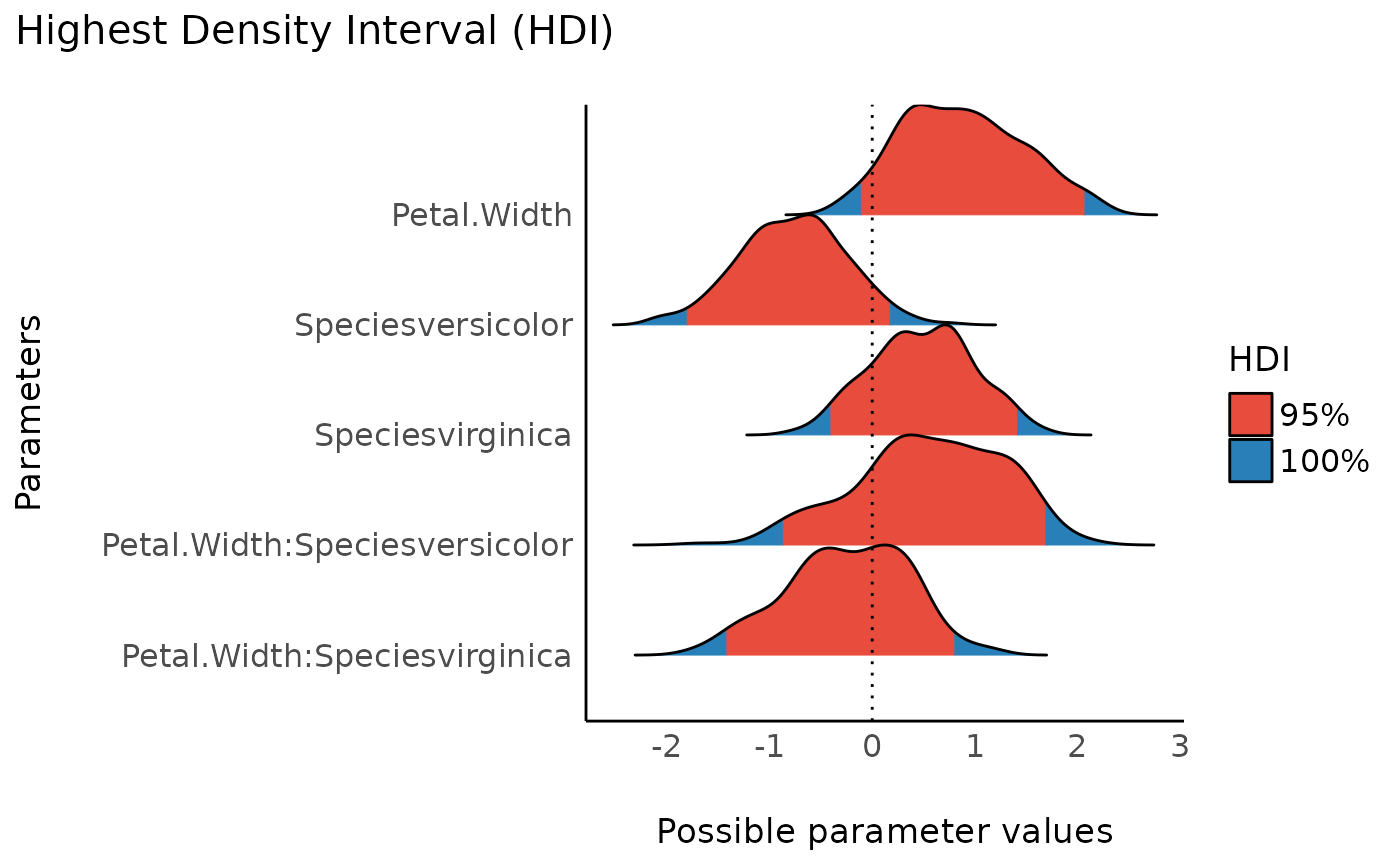 Highest Density Interval (HDI)
Parameters
Petal.Width
Speciesversicolor
Speciesvirginica
Petal.Width:Speciesversicolor
Petal.Width:Speciesvirginica
-2 -1 0 1 2 3
Possible parameter values
HDI
95%
100%